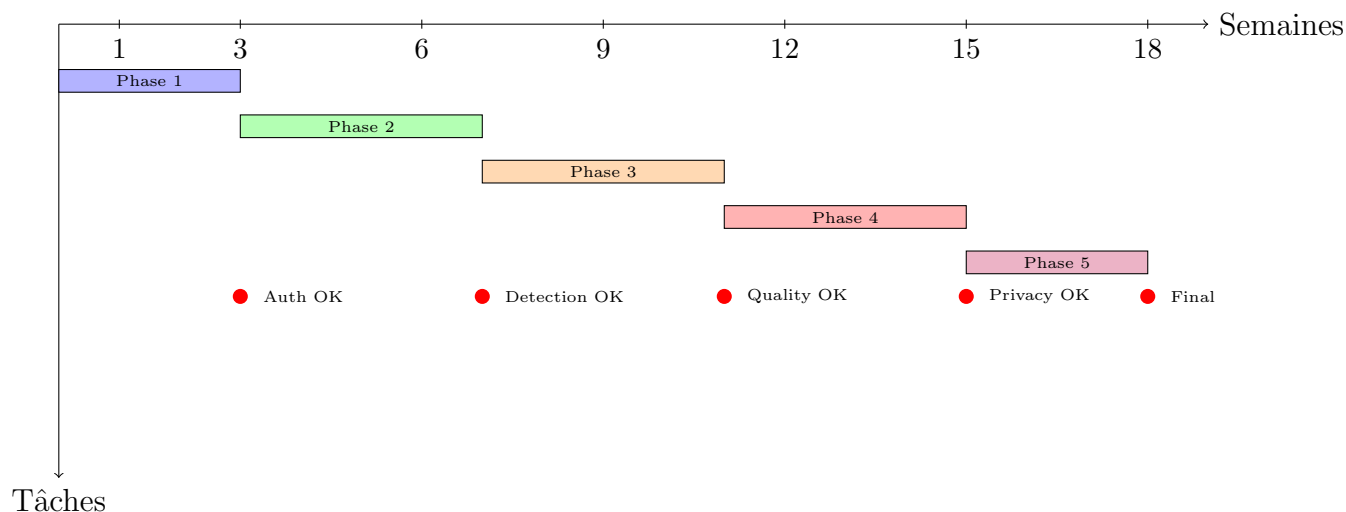 Semaines
1 3 6 9 12 15 18
Phase 1
Phase 2
Phase 3
Phase 4
Phase 5
Auth OK Detection OK Quality OK Privacy OK Final
Tâches